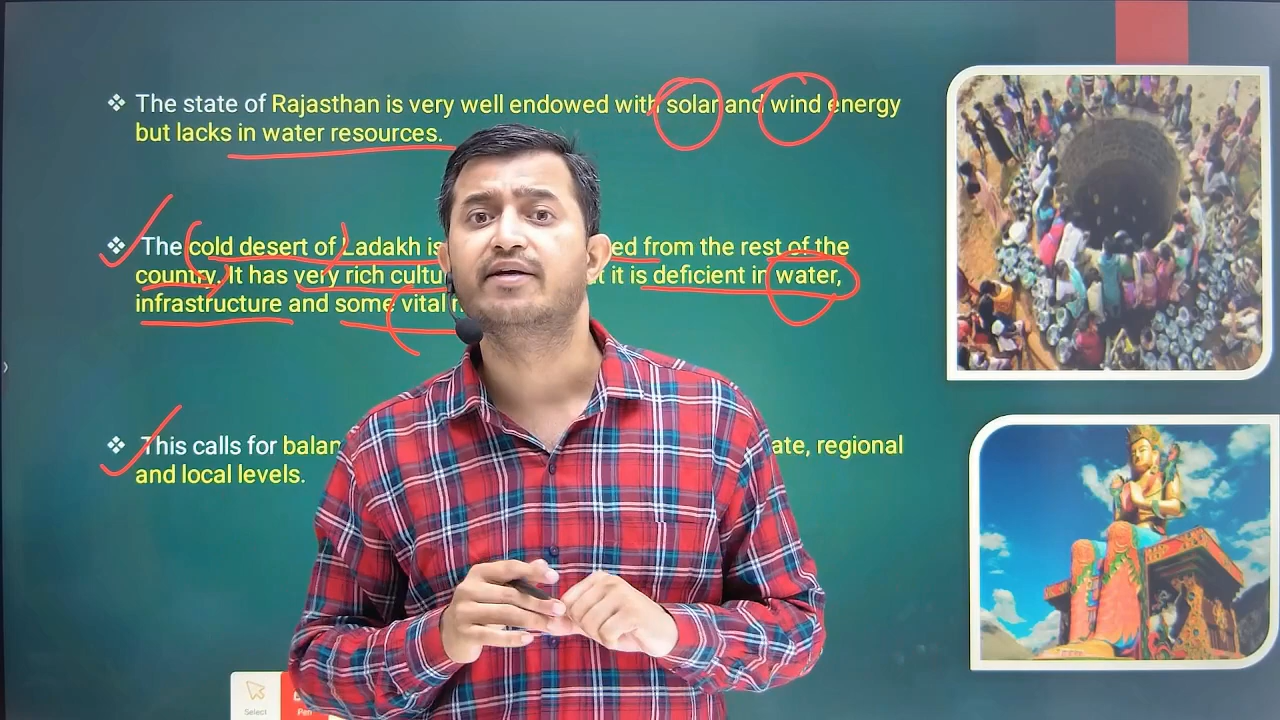 ❖ The state of Rajasthan is very well endowed with solar and wind energy
but lacks in water resources.
❖ The cold desert of Ladakh is ed from the rest of the
country. It has very rich cultu t it is deficient in water,
infrastructure and some vital
❖ This calls for balan ate, regional
and local levels.
Select
Pen